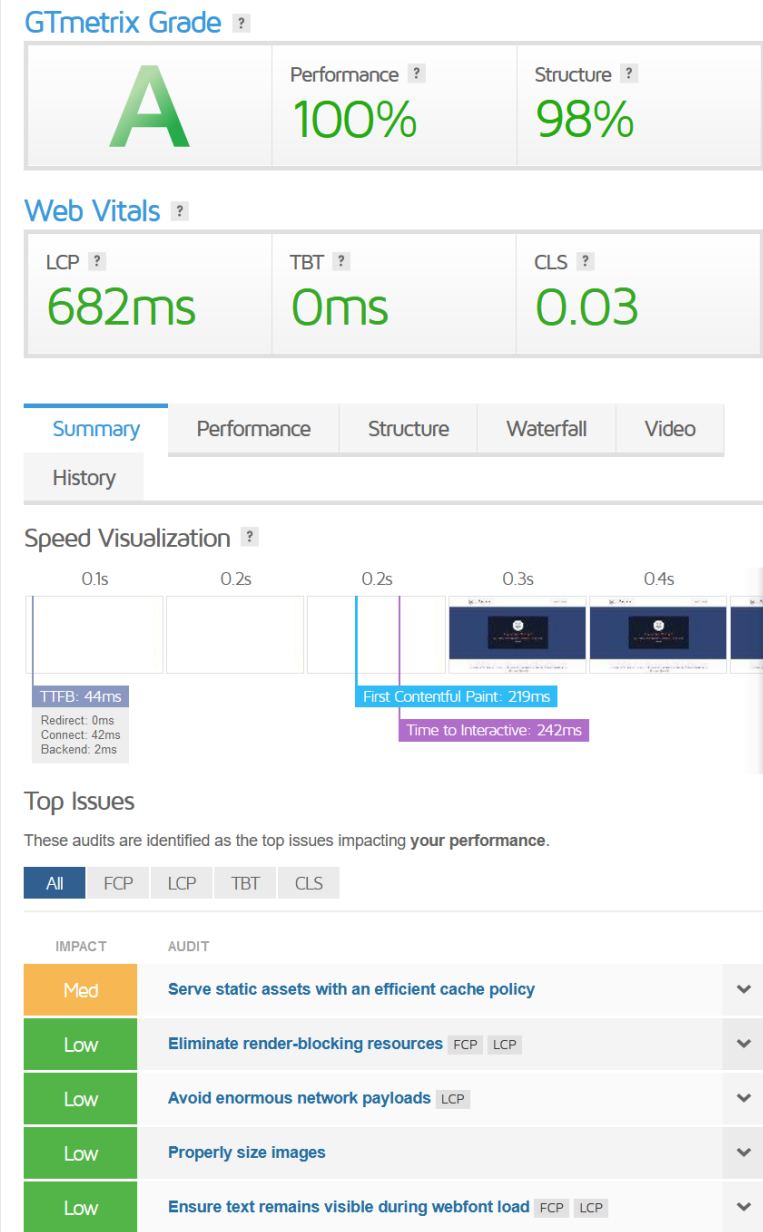 GTmetrix Grade ?
A
Performance ?
100%
Structure ?
98%
Web Vitals ?
LCP ?
682ms
TBT ?
0ms
CLS ?
0.03
Summary Performance Structure Waterfall Video
History
Speed Visualization ?
0.1s 0.2s 0.2s 0.3s 0.4s
TTFB: 44ms
Redirect: 0ms
Connect: 42ms
Backend: 2ms
First Contentful Paint: 219ms
Time to Interactive: 242ms
Top Issues
These audits are identified as the top issues impacting your performance.
All FCP LCP TBT CLS
IMPACT AUDIT
Med Serve static assets with an efficient cache policy
Low Eliminate render-blocking resources FCP LCP
Low Avoid enormous network payloads LCP
Low Properly size images
Low Ensure text remains visible during webfont load FCP LCP